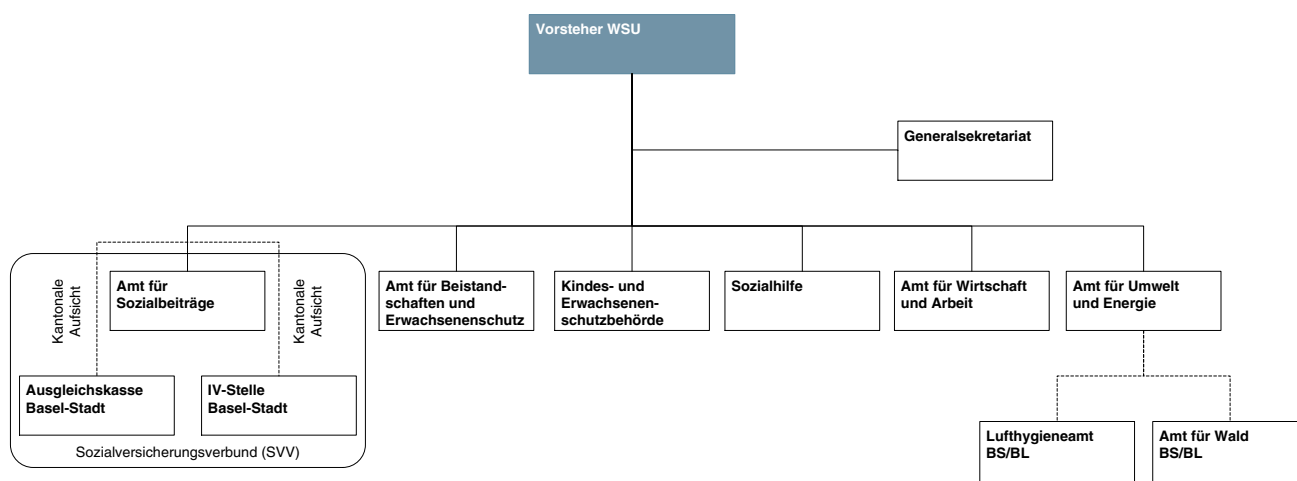 Vorsteher WSU
Generalsekretariat
Kantonale
Aufsicht
Amt für
Sozialbeiträge
Kantonale
Aufsicht
Amt für Beistand-
schaften und
Erwachsenenschutz
Kindes- und
Erwachsenen-
schutzbehörde
Sozialhilfe
Amt für Wirtschaft
und Arbeit
Amt für Umwelt
und Energie
Ausgleichskasse
Basel-Stadt
IV-Stelle
Basel-Stadt
Sozialversicherungsverbund (SVV)
Lufthygieneamt
BS/BL
Amt für Wald
BS/BL